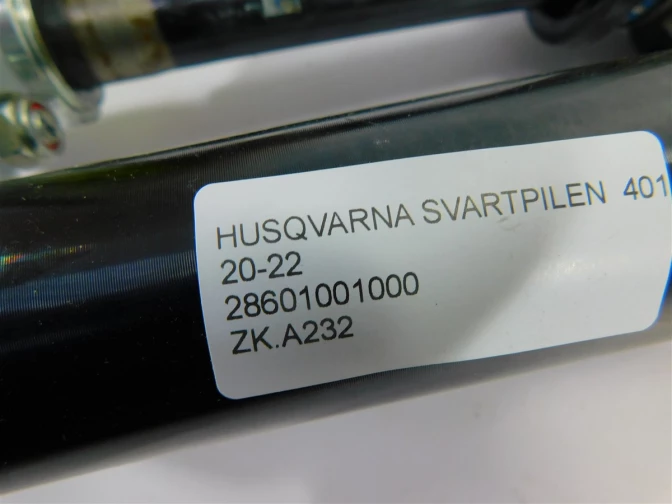 HUSQVARNA SVARTPILEN 401
20-22
28601001000
ZK.A232